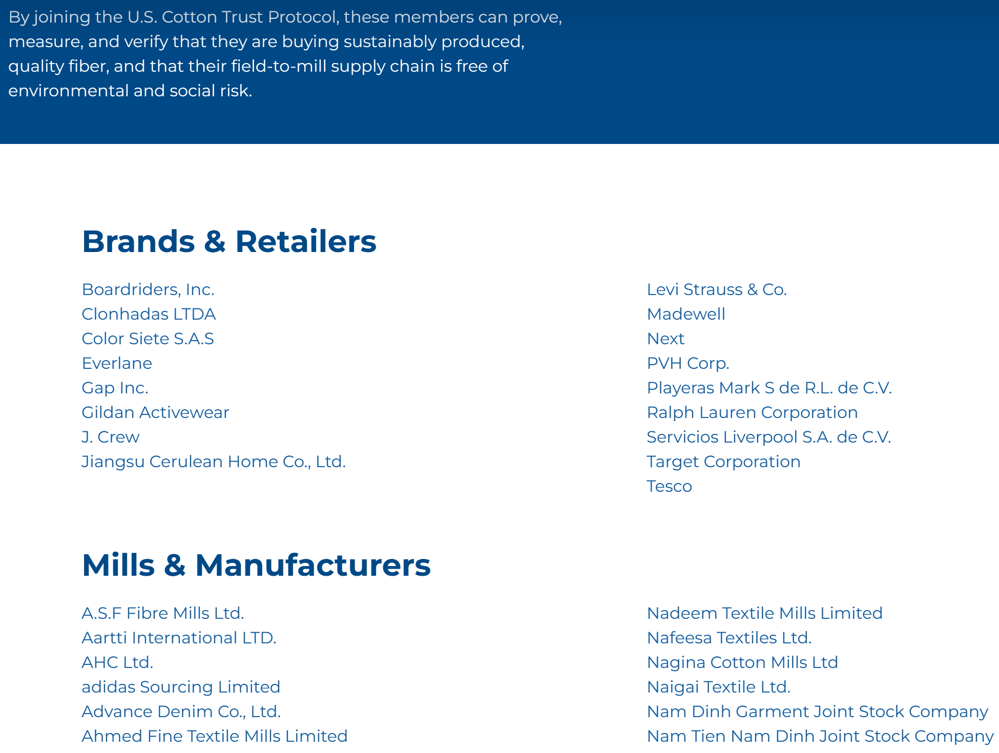 By joining the U.S. Cotton Trust Protocol, these members can prove,
measure, and verify that they are buying sustainably produced,
quality fiber, and that their field-to-mill supply chain is free of
environmental and social risk.
Brands & Retailers
Boardriders, Inc.
Clonhadas LTDA
Color Siete S.A.S
Everlane
Gap Inc.
Gildan Activewear
J. Crew
Jiangsu Cerulean Home Co., Ltd.
Levi Strauss & Co.
Madewell
Next
PVH Corp.
Playeras Mark S de R.L. de C.V.
Ralph Lauren Corporation
Servicios Liverpool S.A. de C.V.
Target Corporation
Tesco
Mills & Manufacturers
A.S.F Fibre Mills Ltd.
Aartti International LTD.
AHC Ltd.
adidas Sourcing Limited
Advance Denim Co., Ltd.
Ahmed Fine Textile Mills Limited
Nadeem Textile Mills Limited
Nafeesa Textiles Ltd.
Nagina Cotton Mills Ltd
Naigai Textile Ltd.
Nam Dinh Garment Joint Stock Company
Nam Tien Nam Dinh Joint Stock Company